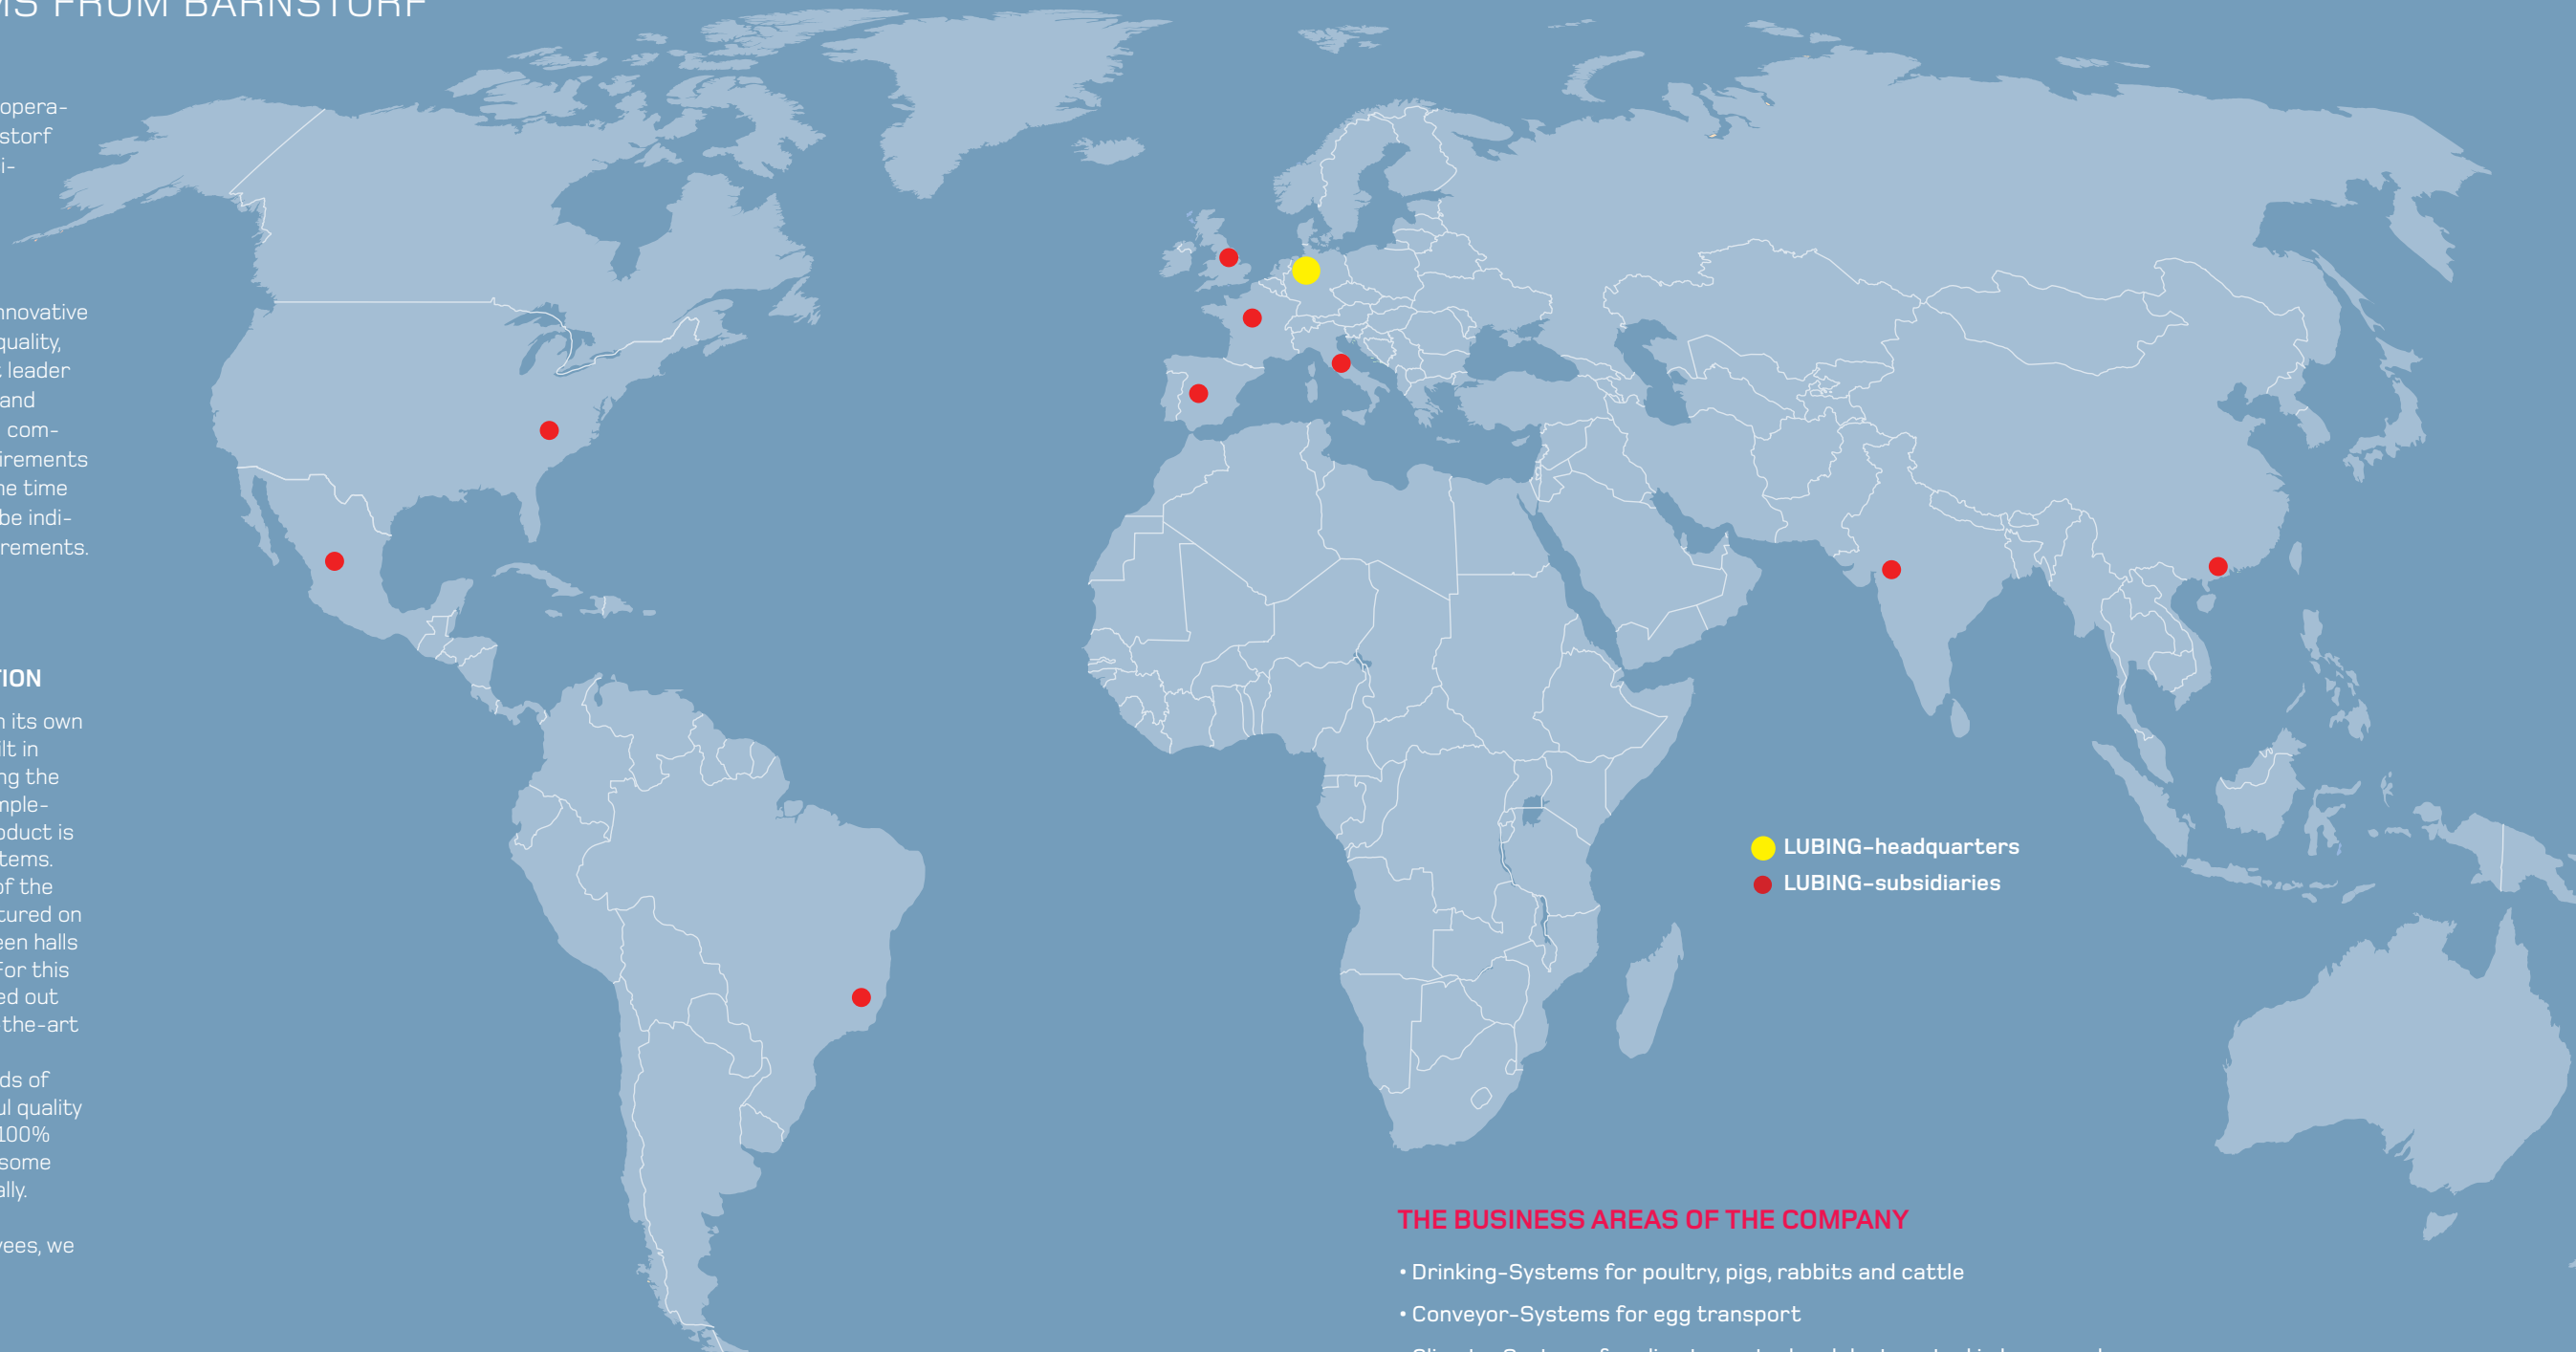 MS FROM BARNSTORF
opera-
storf
i-
nnovative
quality,
leader
and
com-
irements
ne time
be indi-
rements.
TION
n its own
ilt in
ng the
mple-
oduct is
tems.
of the
tured on
een halls
For this
ed out
-the-art
ds of
ul quality
100%
some
ally.
yees, we
LUBING-headquarters
LUBING-subsidiaries
THE BUSINESS AREAS OF THE COMPANY
• Drinking-Systems for poultry, pigs, rabbits and cattle
• Conveyor-Systems for egg transport